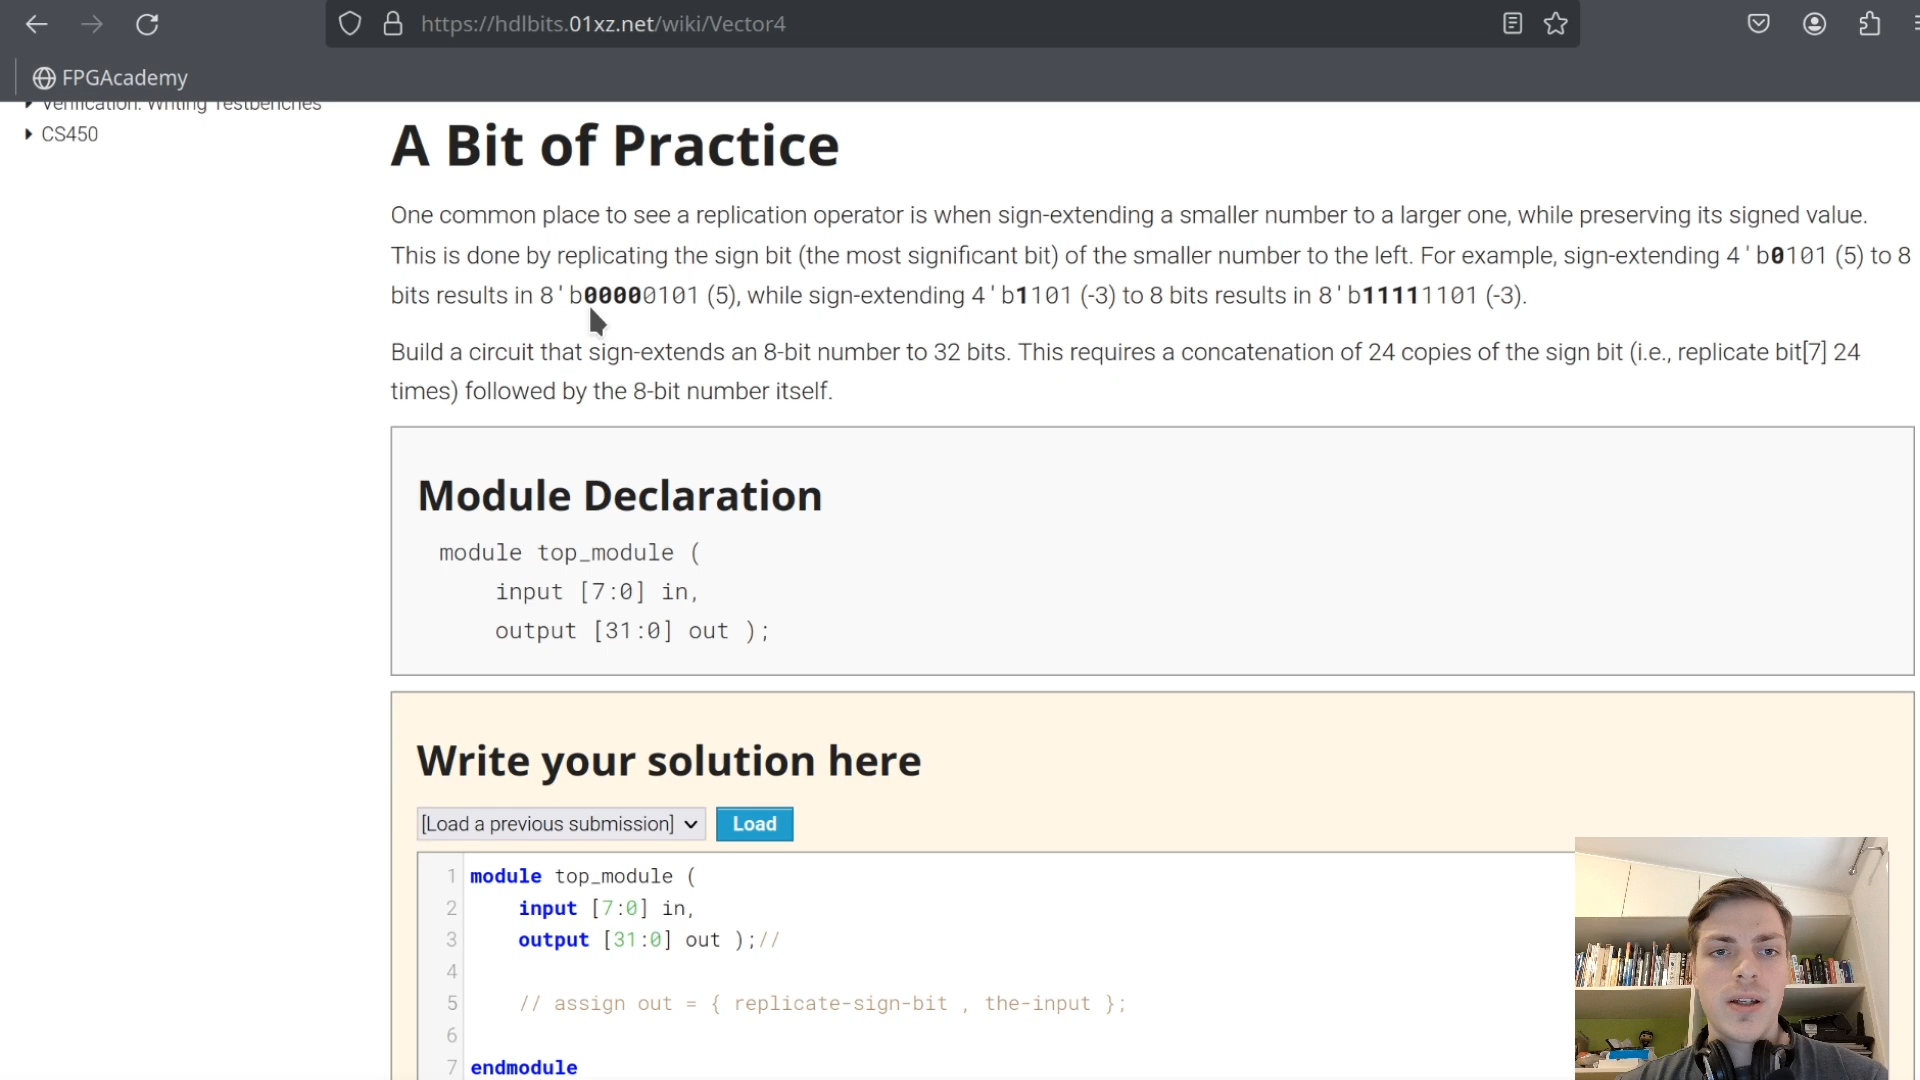 https://hdlbits.01xz.net/wiki/Vector4
FPGAcademy
Verification: Writing Testbenches
CS450
A Bit of Practice
One common place to see a replication operator is when sign-extending a smaller number to a larger one, while preserving its signed value.
This is done by replicating the sign bit (the most significant bit) of the smaller number to the left. For example, sign-extending 4'b0101 (5) to 8
bits results in 8'b00000101 (5), while sign-extending 4'b1101 (-3) to 8 bits results in 8'b11111101 (-3).
Build a circuit that sign-extends an 8-bit number to 32 bits. This requires a concatenation of 24 copies of the sign bit (i.e., replicate bit[7] 24
times) followed by the 8-bit number itself.
Module Declaration
module top_module (
input [7:0] in,
output [31:0] out );
Write your solution here
[Load a previous submission] Load
1 module top_module (
2 input [7:0] in,
3 output [31:0] out );//
4
5 // assign out = { replicate-sign-bit , the-input };
6
7 endmodule